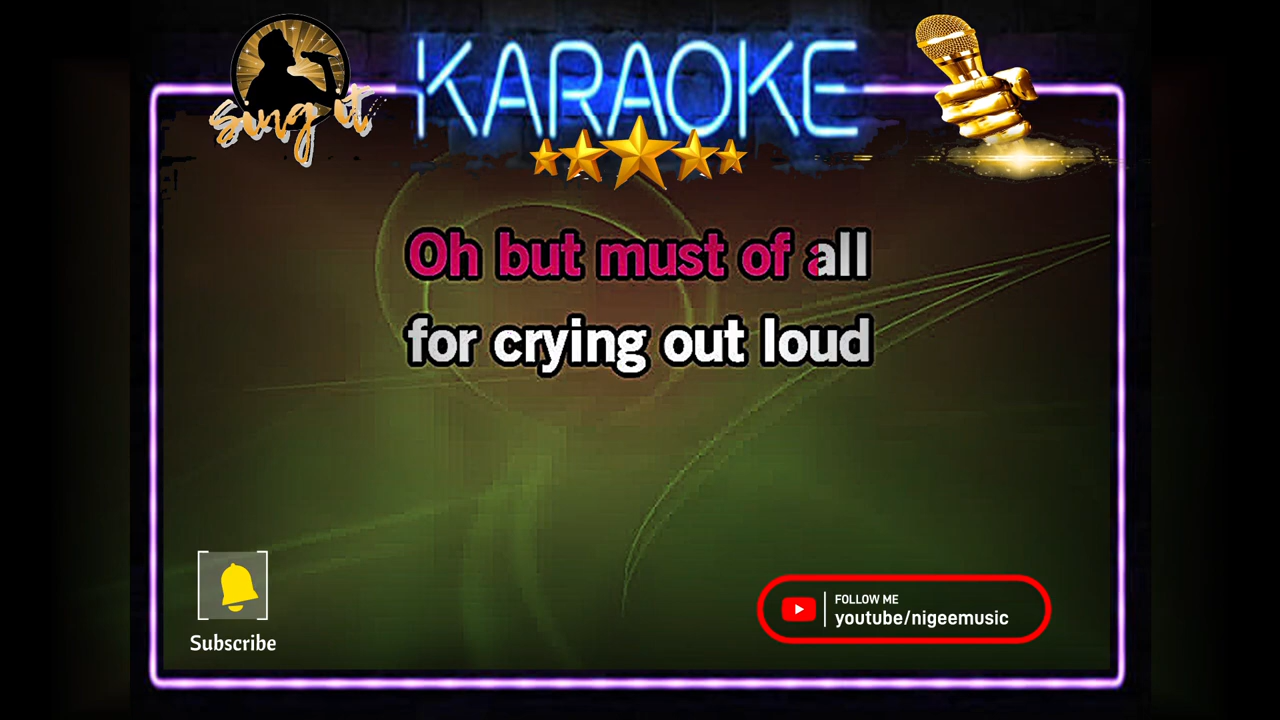 sing it
KARAOKE
Oh but must of all
for crying out loud
Subscribe
FOLLOW ME
youtube/nigeemusic